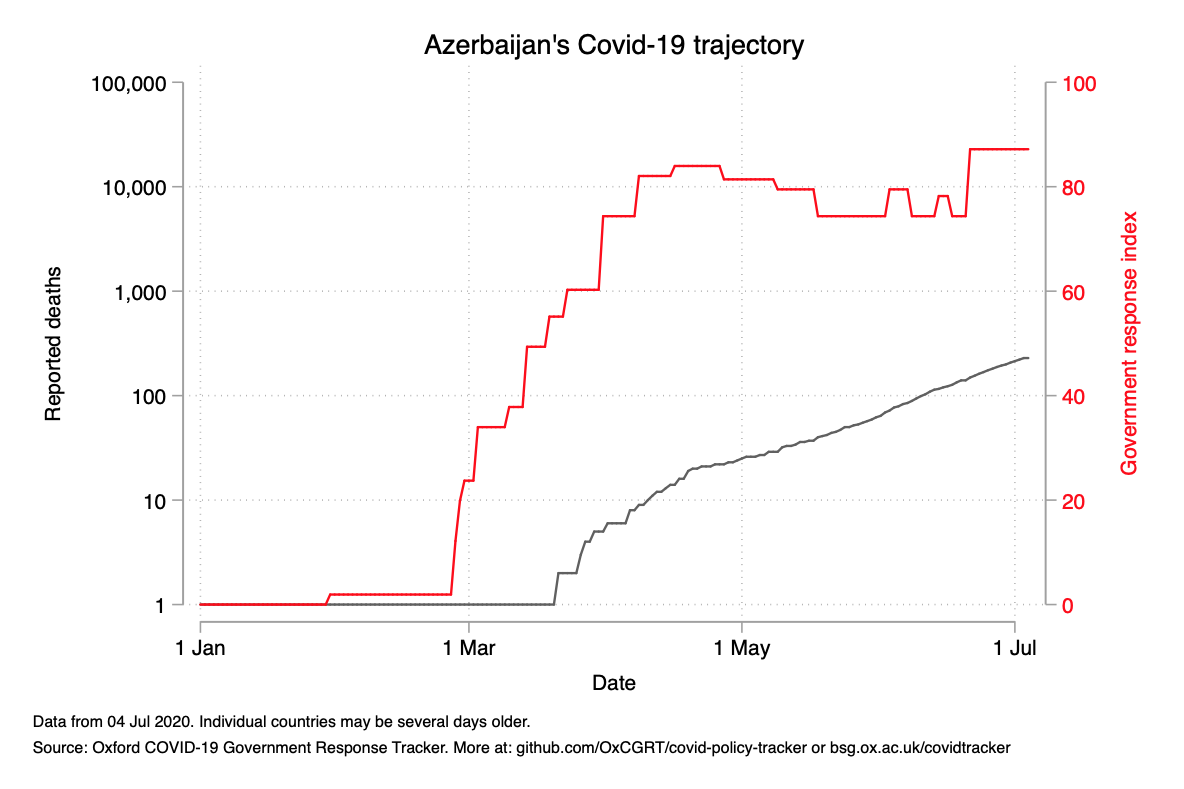 Azerbaijan's Covid-19 trajectory
100,000
10,000
1,000
100
10
1
Reported deaths
100
80
60
40
20
0
Government response index
1 Jan
1 Mar
1 May
1 Jul
Date
Data from 04 Jul 2020. Individual countries may be several days older.
Source: Oxford COVID-19 Government Response Tracker. More at: github.com/OxCGRT/covid-policy-tracker or bsg.ox.ac.uk/covidtracker